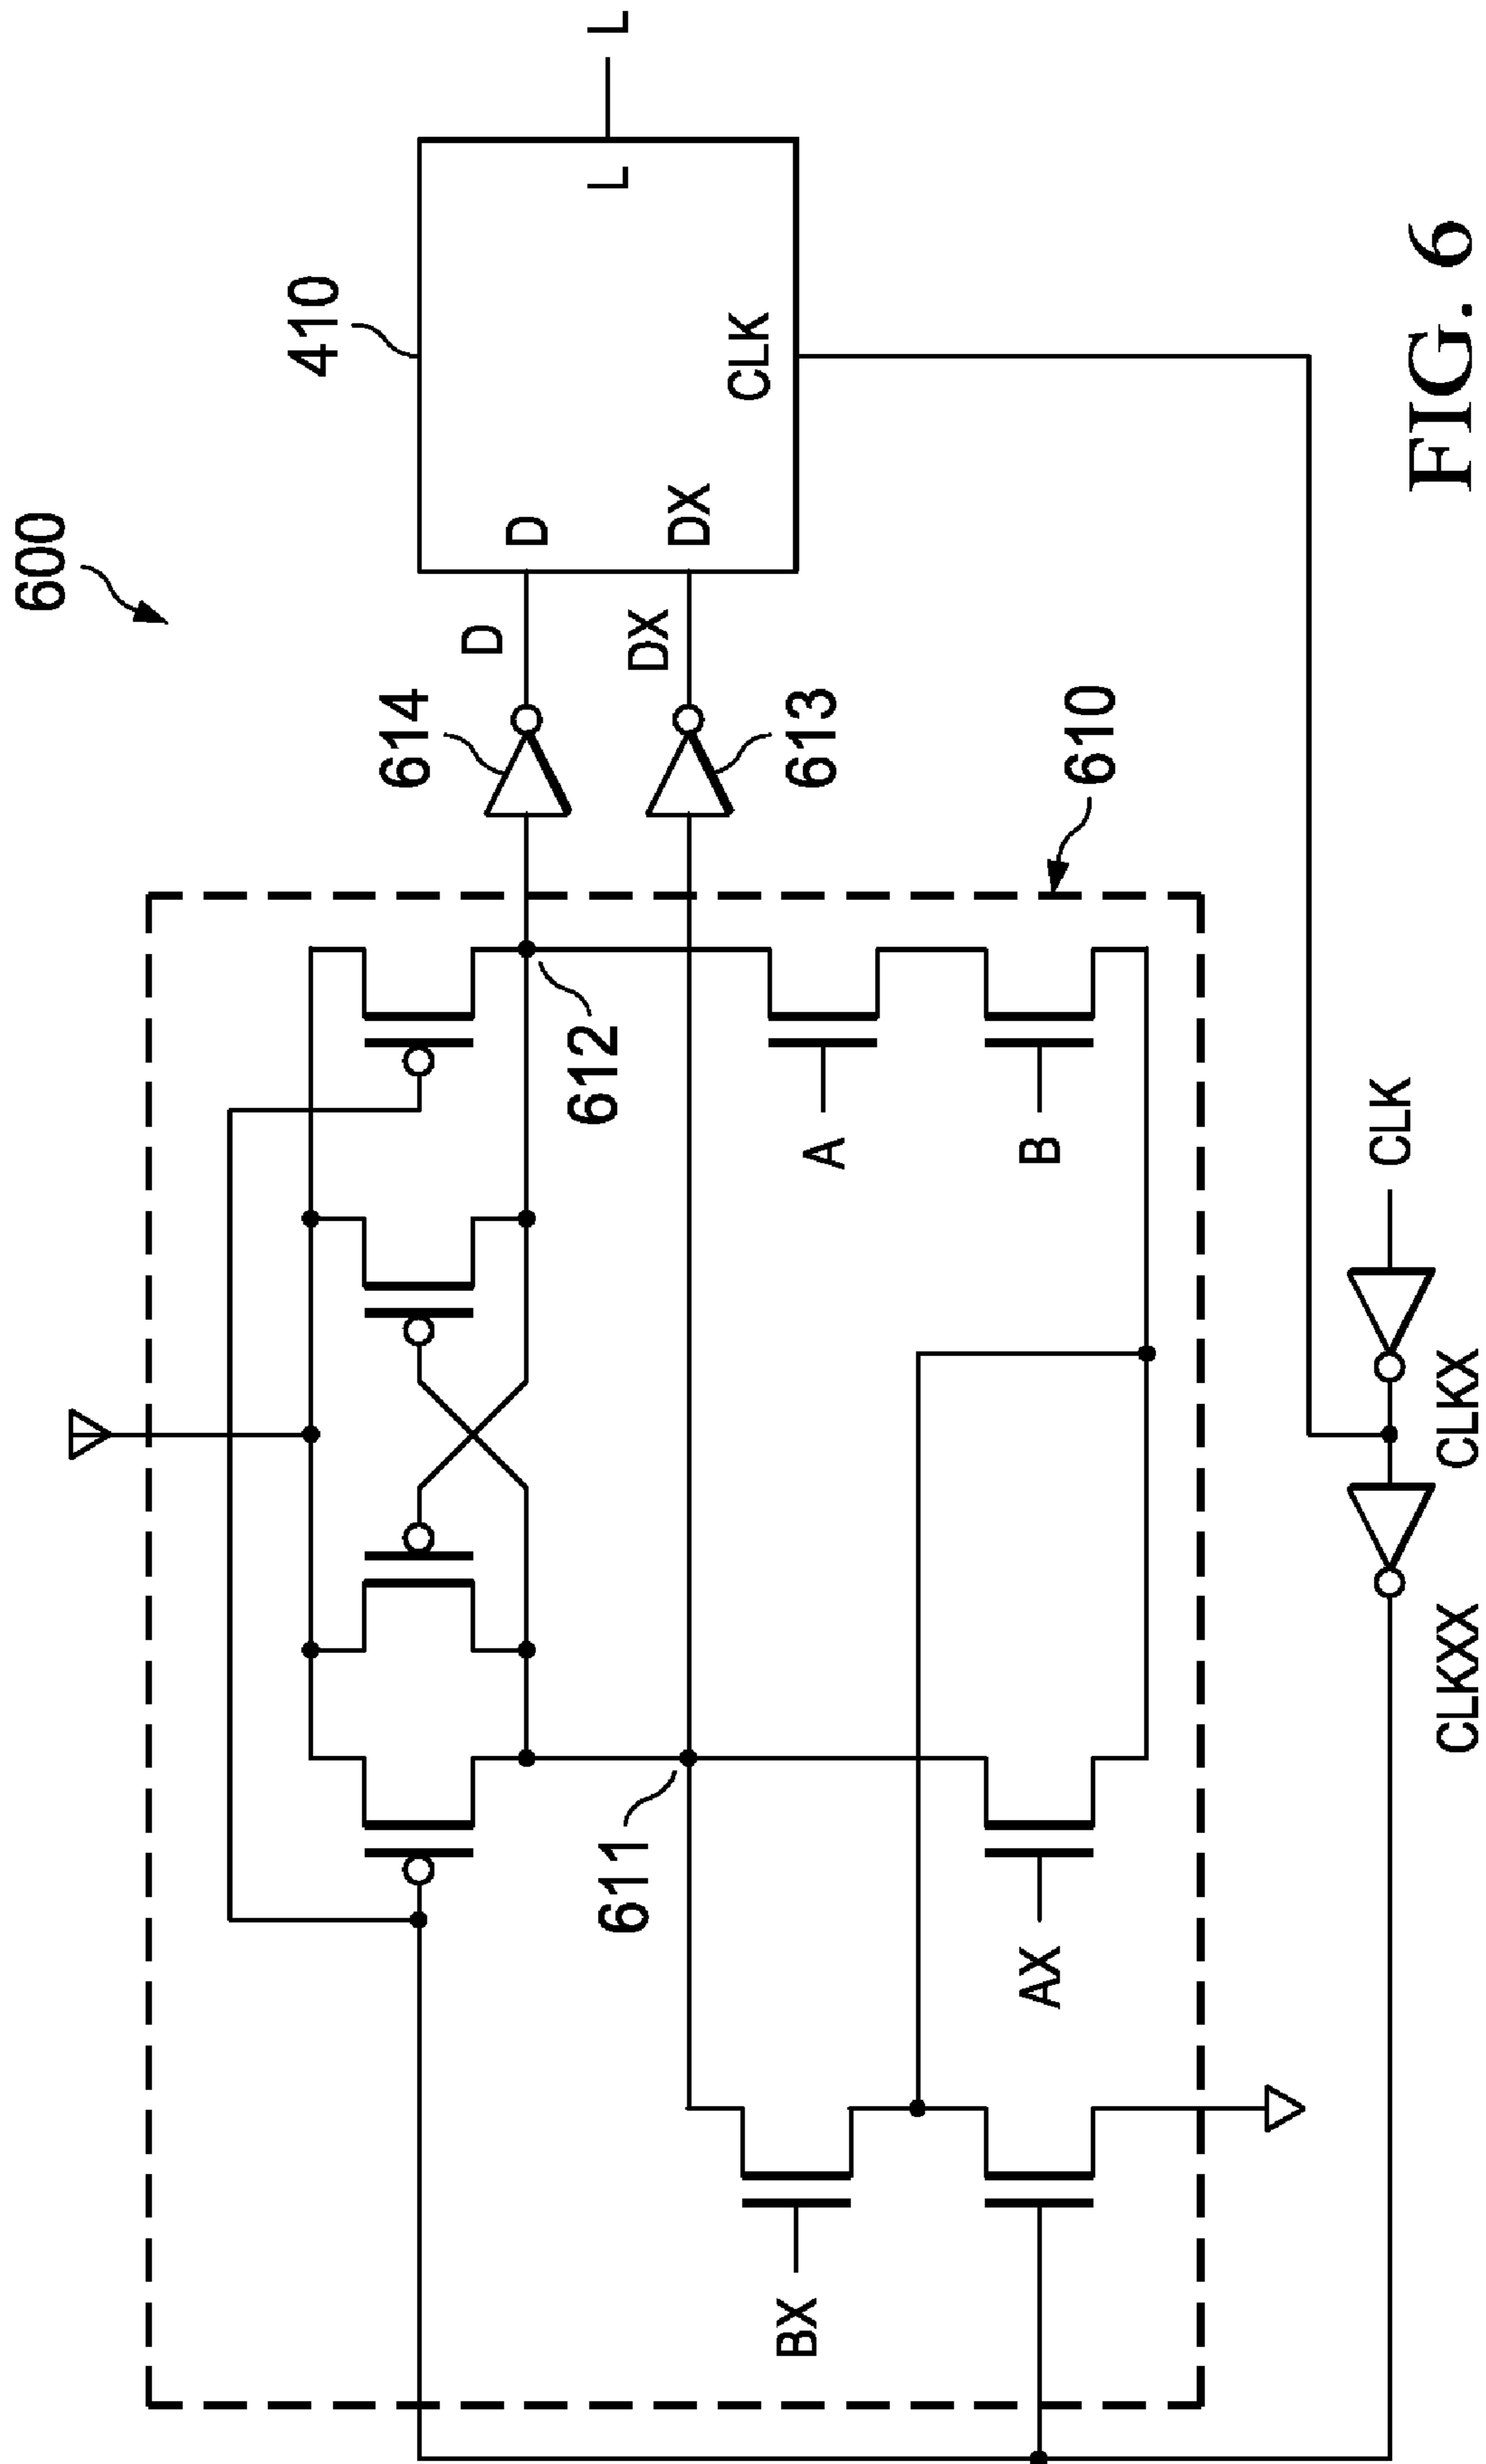 600
410
L
L
D
DX
CLK
D
DX
614
613
610
612
611
A
B
AX
BX
CLK
CLKX
CLKXX
FIG. 6